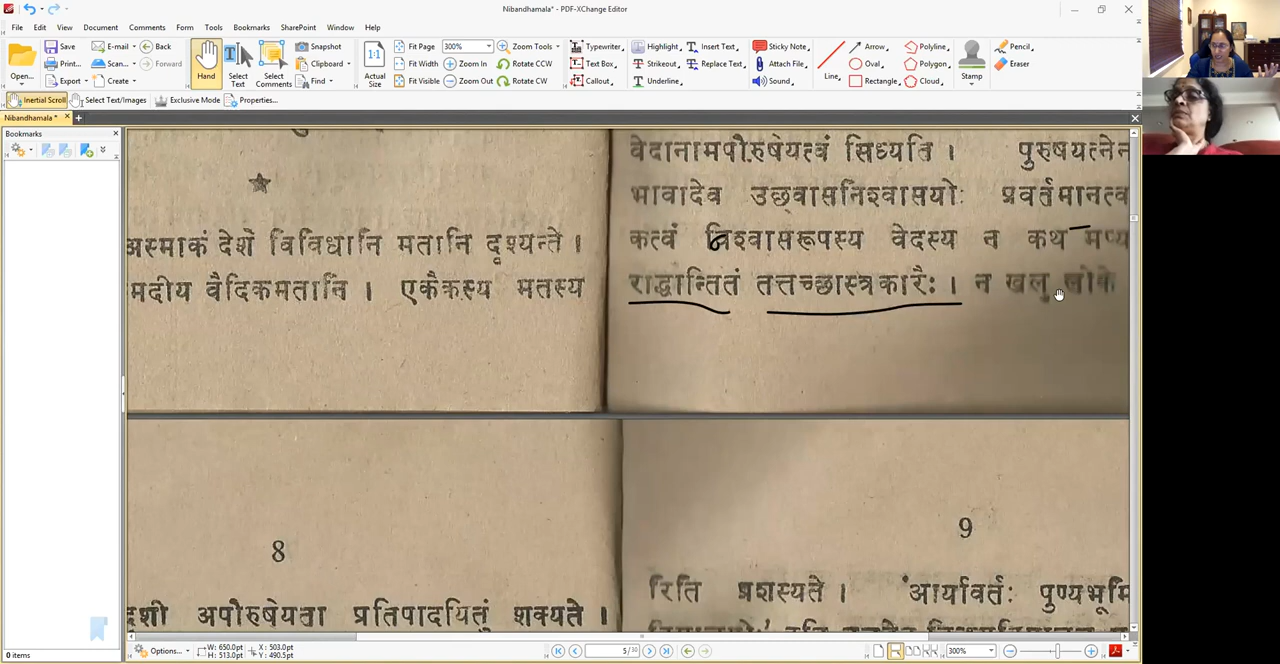 Nibandhamala* - PDF-XChange Editor
File Edit View Document Comments Form Tools Bookmarks SharePoint Window Help
Open... Save Print... Export E-mail Scan... Create Back Forward
Hand Select Text Select Comments Snapshot Clipboard Find
Actual Size Fit Page Fit Width Fit Visible 300% Zoom In Zoom Out Zoom Tools Rotate CCW Rotate CW
Typewriter Text Box Callout Highlight Strikeout Underline Insert Text Replace Text
Sticky Note Attach File Sound Line Arrow Oval Rectangle Polyline Polygon Cloud Stamp Pencil Eraser
Inertial Scroll Select Text/Images Exclusive Mode Properties...
Nibandhamala *
Bookmarks
अस्माकं देशे विविधानि मतानि दृश्यन्ते ।
मदीय वैदिकमतानि । एकैकस्य मतस्य
वेदानामपौरुषेयत्वं सिध्यति । पुरुषयत्नेन
भावादेव उछ्वासनिश्वासयोः प्रवर्तमानत्व
कत्वं विश्वासरूपस्य वेदस्य न कथ मप्य
राद्धान्तितं तत्तच्छास्त्रकारैः । न खलु लोके
8
दृशी अपौरुषेयता प्रतिपादयितुं शक्यते ।
9
रिति प्रशस्यते । 'आर्यावर्तः पुण्यभूमि
0 items
Options... W: 650.0pt H: 513.0pt X: 503.0pt Y: 490.5pt 5/30 300%